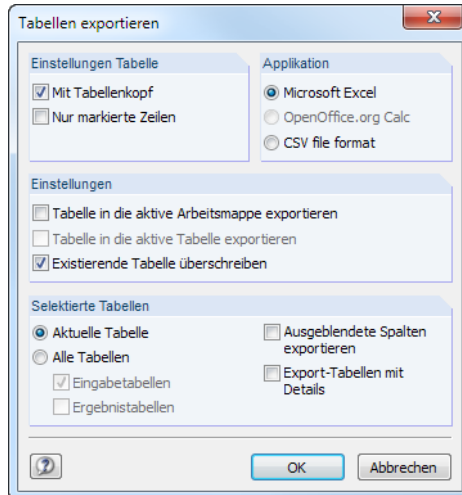 Tabellen exportieren
Einstellungen Tabelle
Mit Tabellenkopf
Nur markierte Zeilen
Applikation
Microsoft Excel
OpenOffice.org Calc
CSV file format
Einstellungen
Tabelle in die aktive Arbeitsmappe exportieren
Tabelle in die aktive Tabelle exportieren
Existierende Tabelle überschreiben
Selektierte Tabellen
Aktuelle Tabelle
Alle Tabellen
Eingabetabellen
Ergebnistabellen
Ausgeblendete Spalten
exportieren
Export-Tabellen mit
Details
OK
Abbrechen